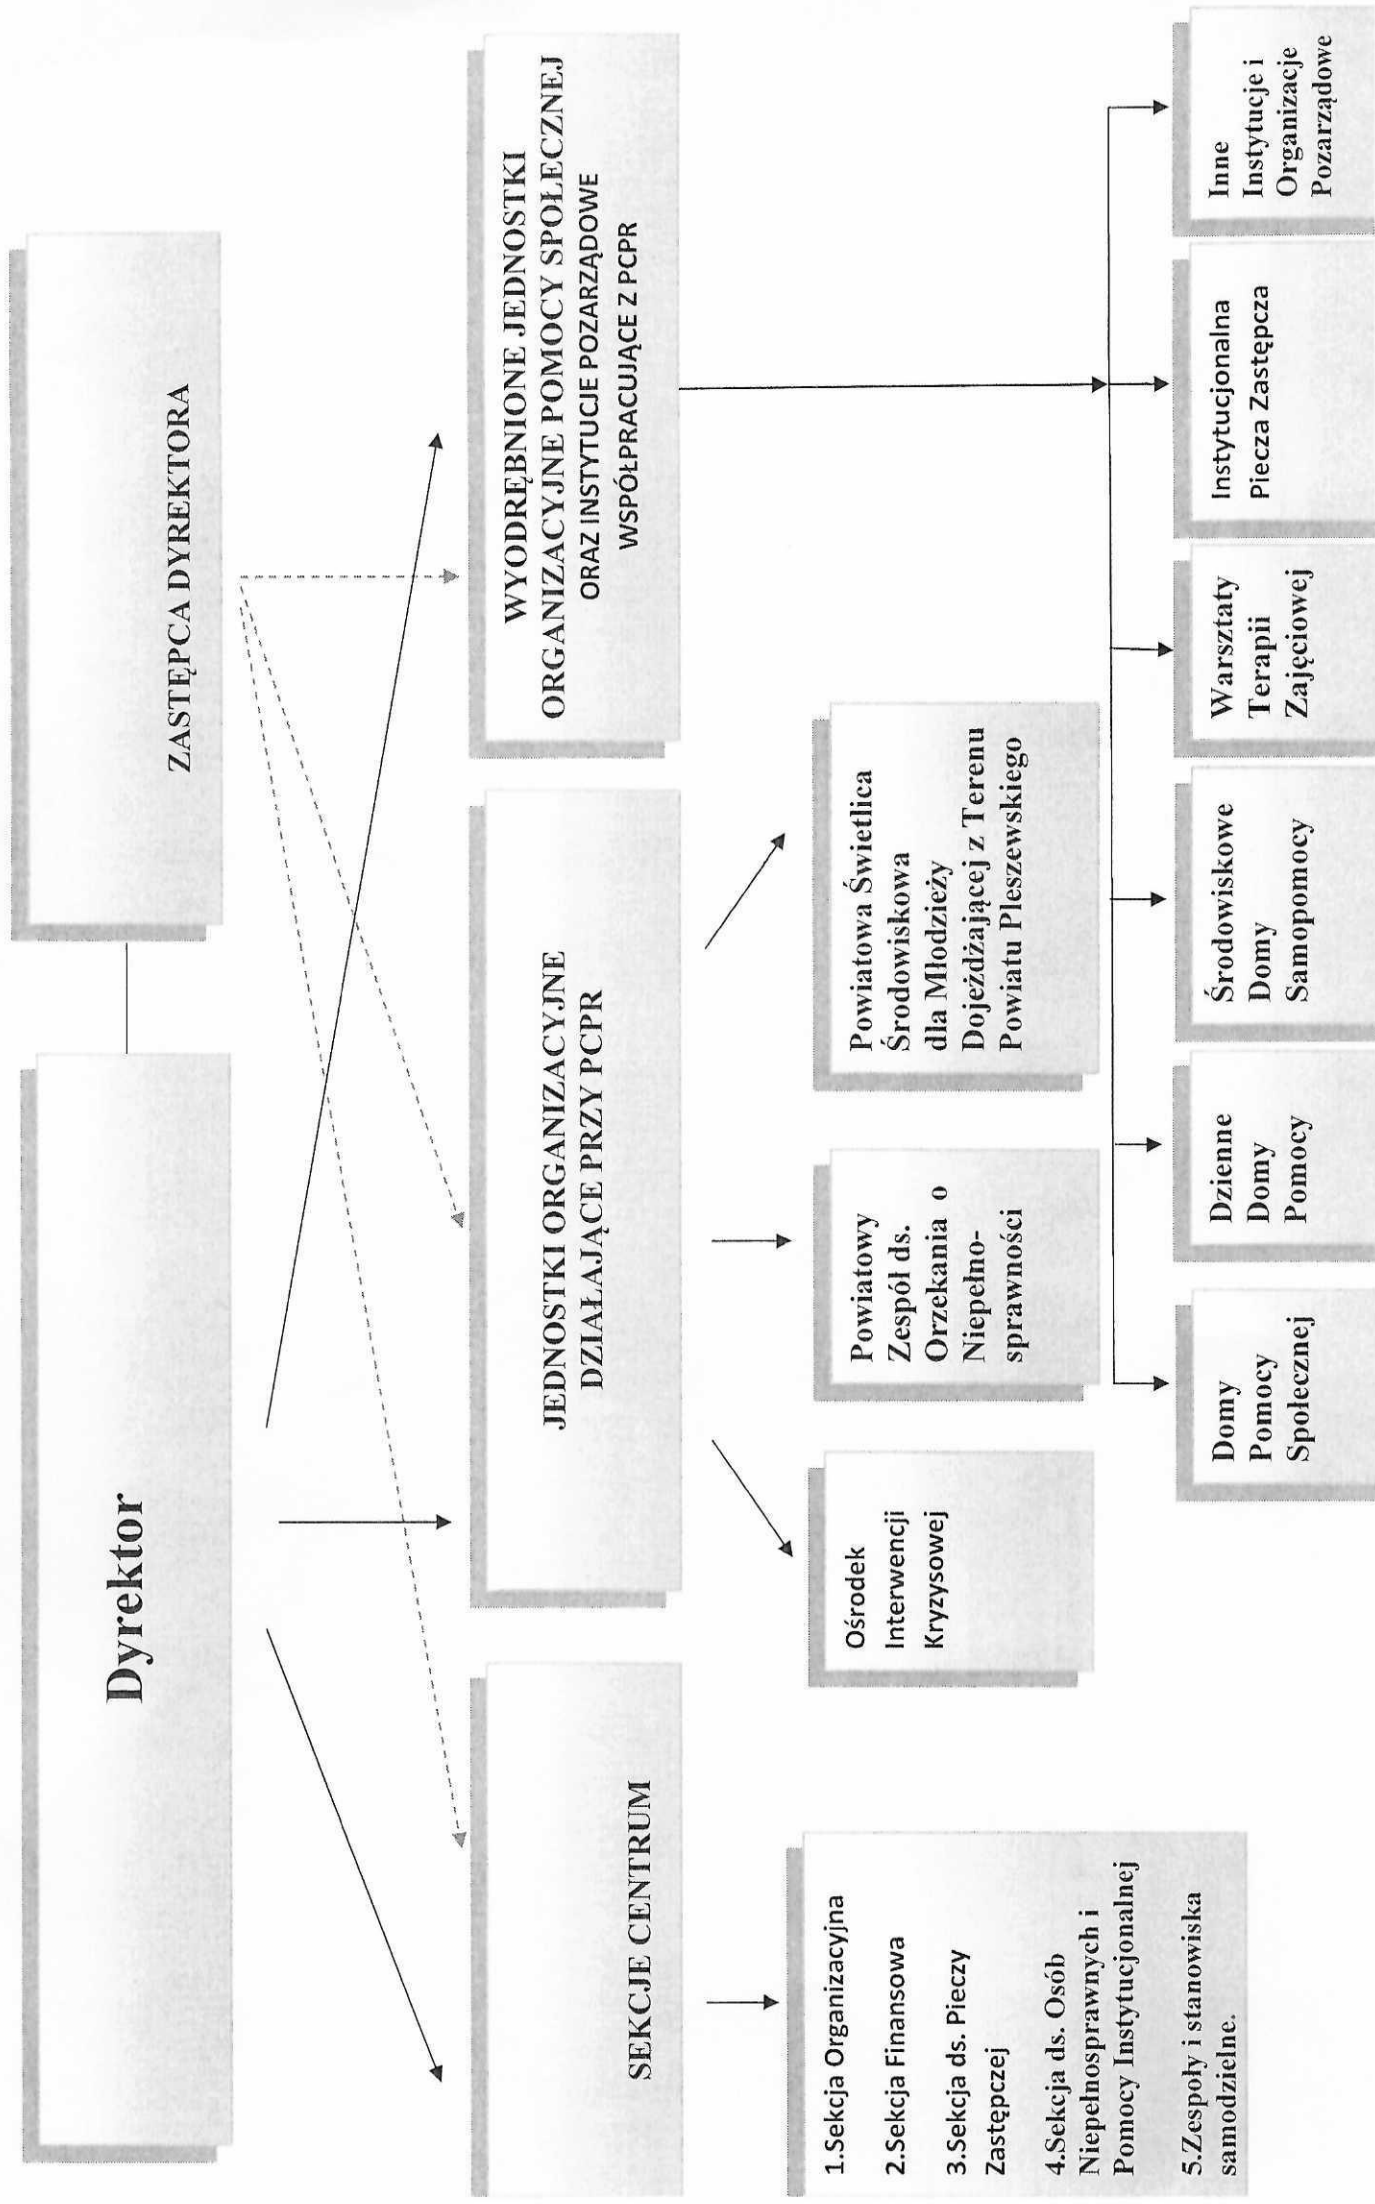 Dyrektor
ZASTĘPCA DYREKTORA
SEKCJE CENTRUM
JEDNOSTKI ORGANIZACYJNE
DZIAŁAJĄCE PRZY PCPR
WYODRĘBNIONE JEDNOSTKI
ORGANIZACYJNE POMOCY SPOŁECZNEJ
ORAZ INSTYTUCJE POZARZĄDOWE
WSPÓŁPRACUJĄCE Z PCPR
1.Sekcja Organizacyjna
2.Sekcja Finansowa
3.Sekcja ds. Pieczy
Zastępczej
4.Sekcja ds. Osób
Niepełnosprawnych i
Pomocy Instytucjonalnej
5.Zespoły i stanowiska
samodzielne.
Ośrodek
Interwencji
Kryzysowej
Powiatowy
Zespół ds.
Orzekania o
Niepełno-
sprawności
Powiatowa Świetlica
Środowiskowa
dla Młodzieży
Dojeżdżającej z Terenu
Powiatu Pleszewskiego
Domy
Pomocy
Społecznej
Dzienne
Domy
Pomocy
Środowiskowe
Domy
Samopomocy
Warsztaty
Terapii
Zajęciowej
Instytucjonalna
Piecza Zastępcza
Inne
Instytucje i
Organizacje
Pozarządowe